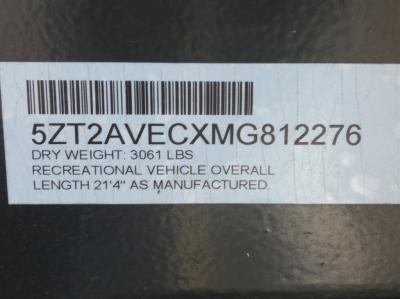 5ZT2AVECXMG812276
DRY WEIGHT: 3061 LBS
RECREATIONAL VEHICLE OVERALL
LENGTH 21'4" AS MANUFACTURED.